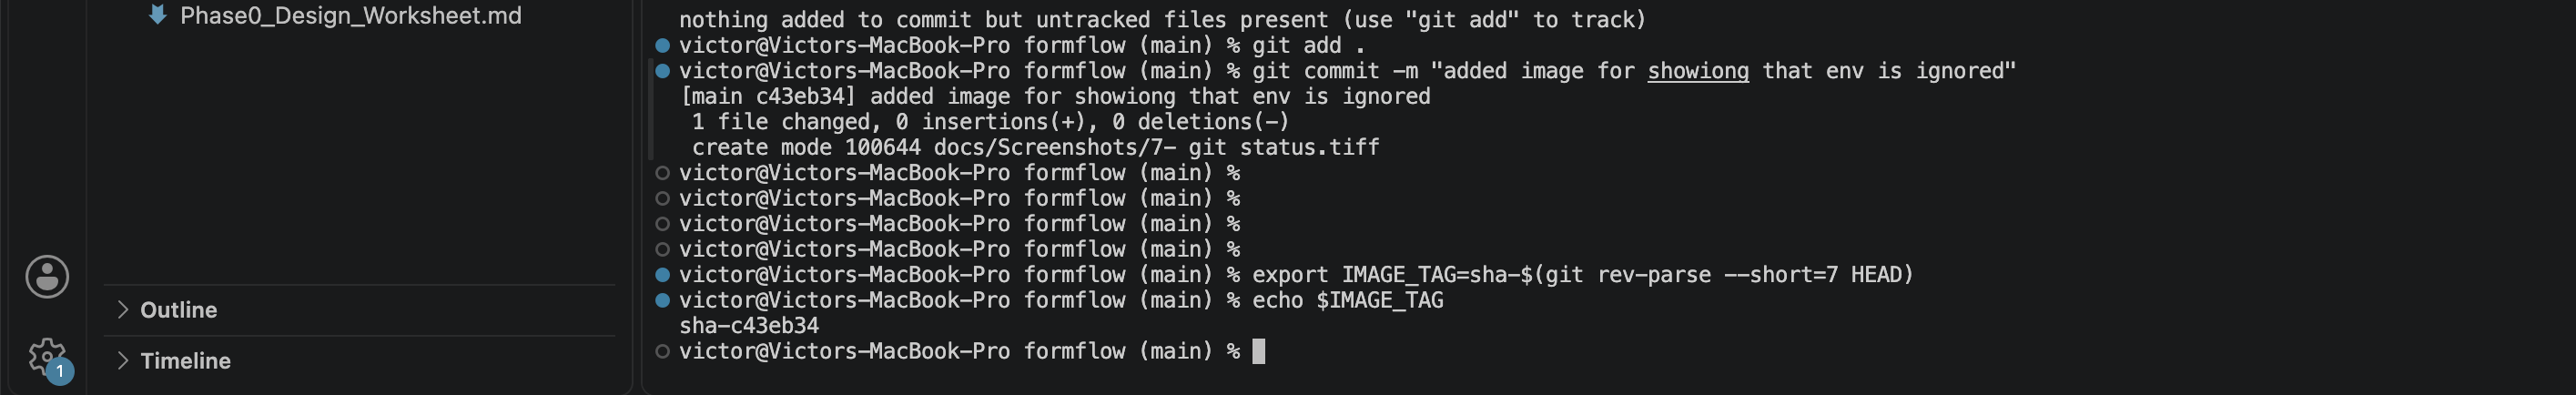 Phase0_Design_Worksheet.md
Outline
Timeline
1
nothing added to commit but untracked files present (use "git add" to track)
victor@Victors-MacBook-Pro formflow (main) % git add .
victor@Victors-MacBook-Pro formflow (main) % git commit -m "added image for showiong that env is ignored"
[main c43eb34] added image for showiong that env is ignored
1 file changed, 0 insertions(+), 0 deletions(-)
create mode 100644 docs/Screenshots/7- git status.tiff
victor@Victors-MacBook-Pro formflow (main) %
victor@Victors-MacBook-Pro formflow (main) %
victor@Victors-MacBook-Pro formflow (main) %
victor@Victors-MacBook-Pro formflow (main) %
victor@Victors-MacBook-Pro formflow (main) % export IMAGE_TAG=sha-$(git rev-parse --short=7 HEAD)
victor@Victors-MacBook-Pro formflow (main) % echo $IMAGE_TAG
sha-c43eb34
victor@Victors-MacBook-Pro formflow (main) %